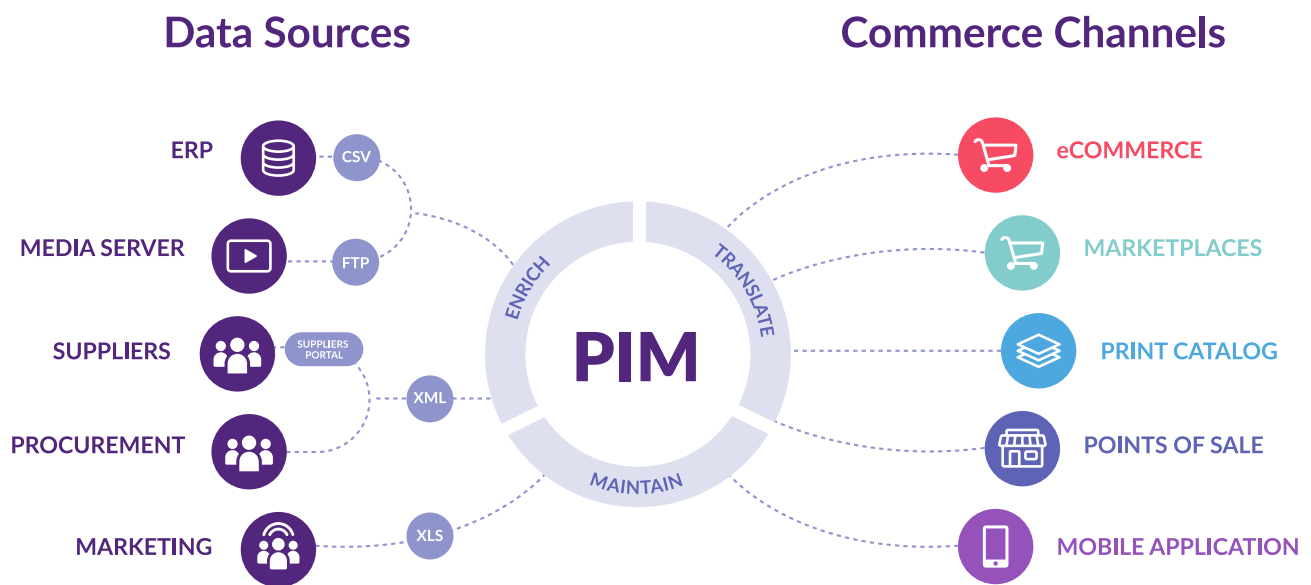 Data Sources
Commerce Channels
ERP
CSV
MEDIA SERVER
FTP
SUPPLIERS
SUPPLIERS
PORTAL
XML
PROCUREMENT
MARKETING
XLS
ENRICH
TRANSLATE
MAINTAIN
PIM
eCOMMERCE
MARKETPLACES
PRINT CATALOG
POINTS OF SALE
MOBILE APPLICATION